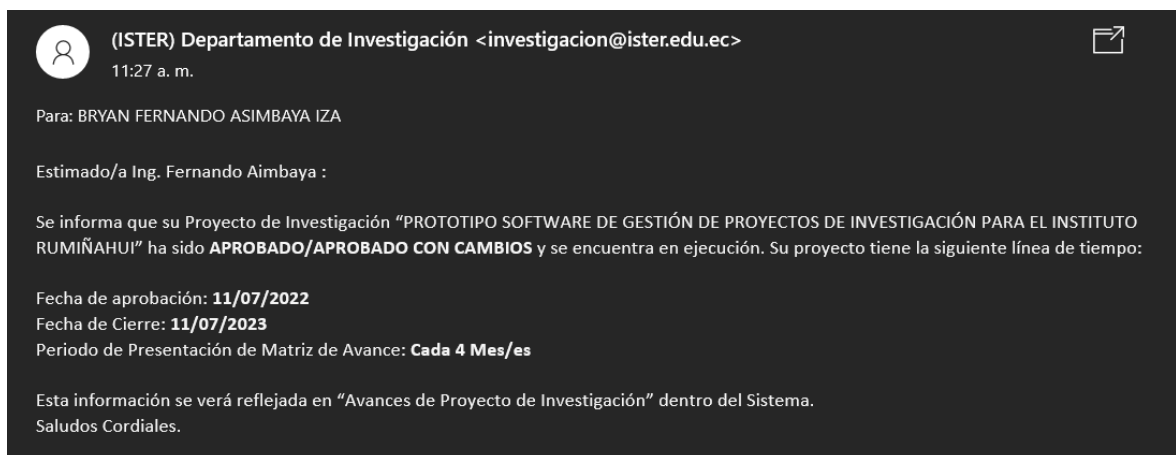 (ISTER) Departamento de Investigación <investigacion@ister.edu.ec>
11:27 a. m.
Para: BRYAN FERNANDO ASIMBAYA IZA
Estimado/a Ing. Fernando Aimbaya :
Se informa que su Proyecto de Investigación “PROTOTIPO SOFTWARE DE GESTIÓN DE PROYECTOS DE INVESTIGACIÓN PARA EL INSTITUTO
RUMIÑAHUI” ha sido APROBADO/APROBADO CON CAMBIOS y se encuentra en ejecución. Su proyecto tiene la siguiente línea de tiempo:
Fecha de aprobación: 11/07/2022
Fecha de Cierre: 11/07/2023
Periodo de Presentación de Matriz de Avance: Cada 4 Mes/es
Esta información se verá reflejada en “Avances de Proyecto de Investigación” dentro del Sistema.
Saludos Cordiales.